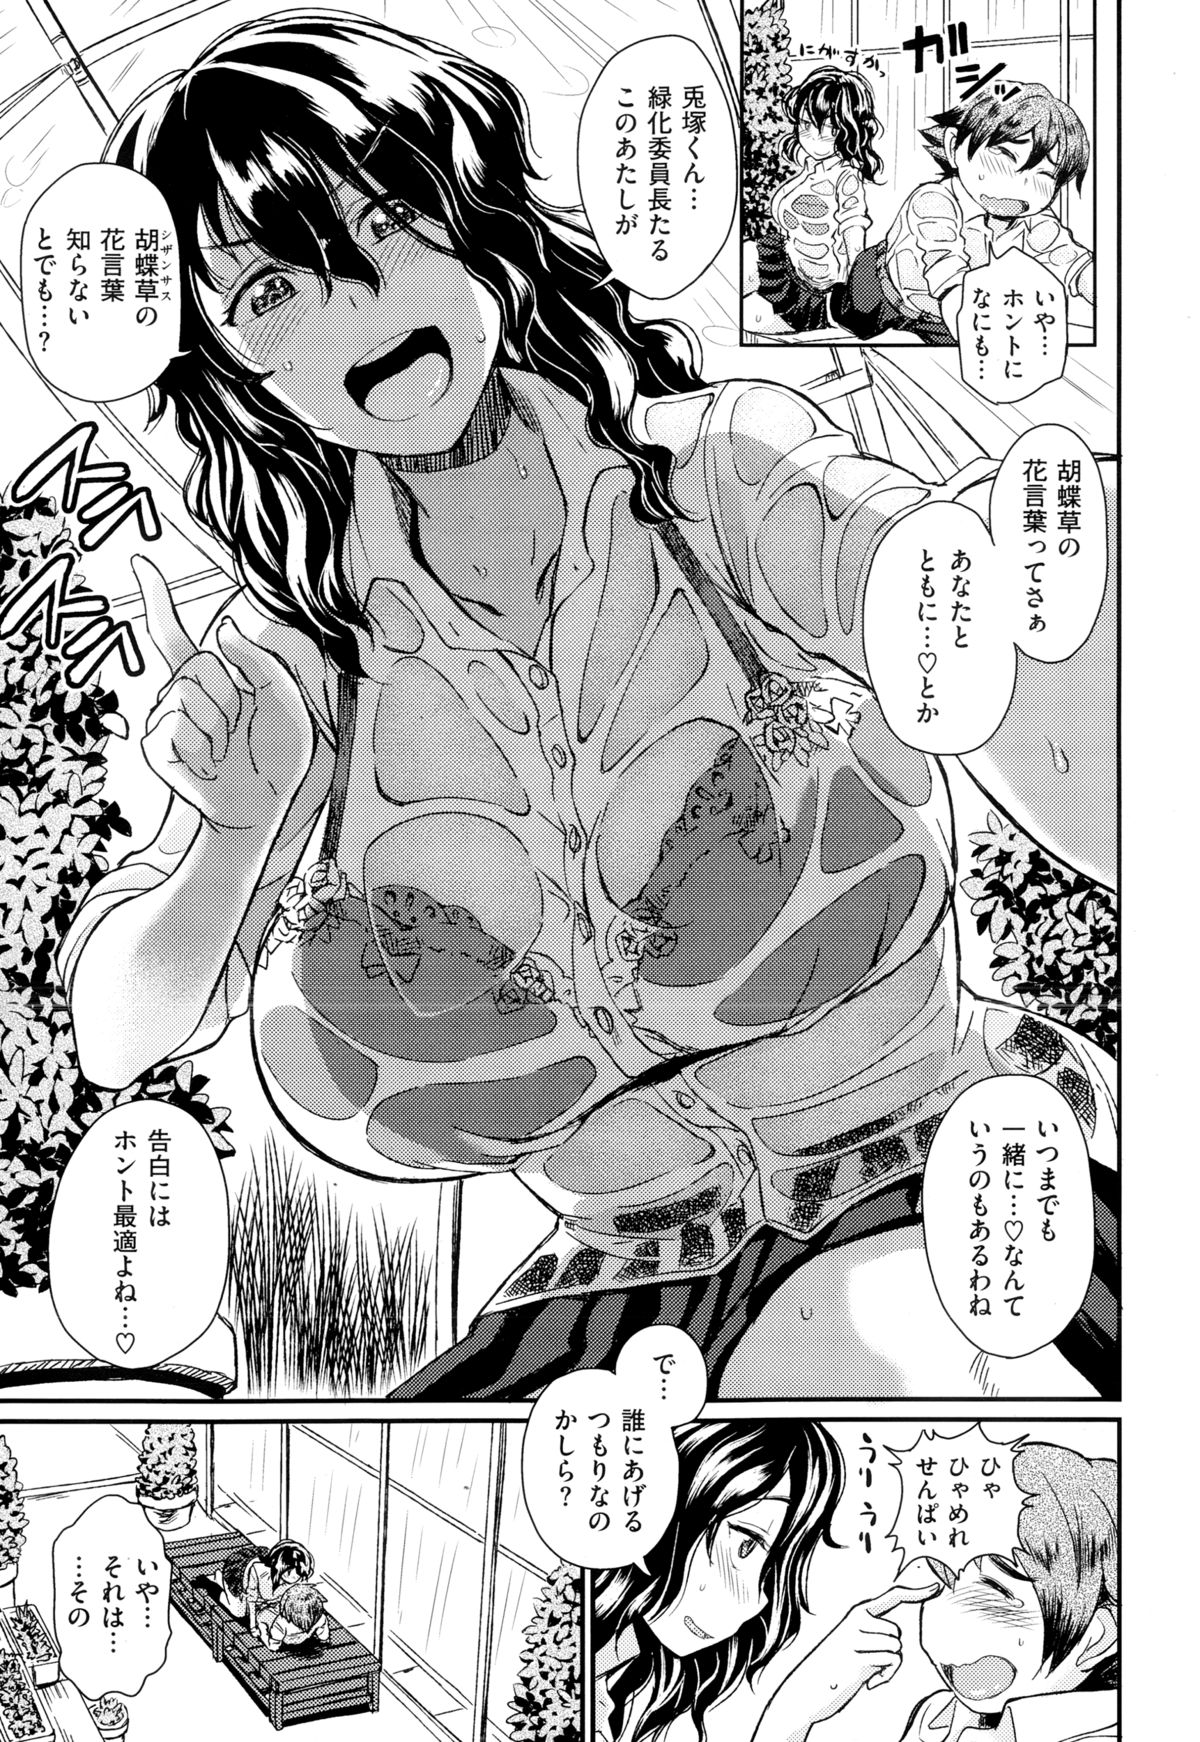 にがすかっ
ガシッ
いや…
ホントに
なにも…
兎塚くん…
緑化委員長たる
このあたしが
胡蝶草の
シザンサス
花言葉
知らない
とでも…?
胡蝶草の
花言葉ってさぁ
あなたと
ともに…♡とか
いつまでも
一緒に…♡なんて
いうのもあるわね
告白には
ホント最適よね…♡
ひゃ
ひゃめれ
せんぱい
うりうり
で…
誰にあげる
つもりなの
かしら?
いや…
それは…
…その